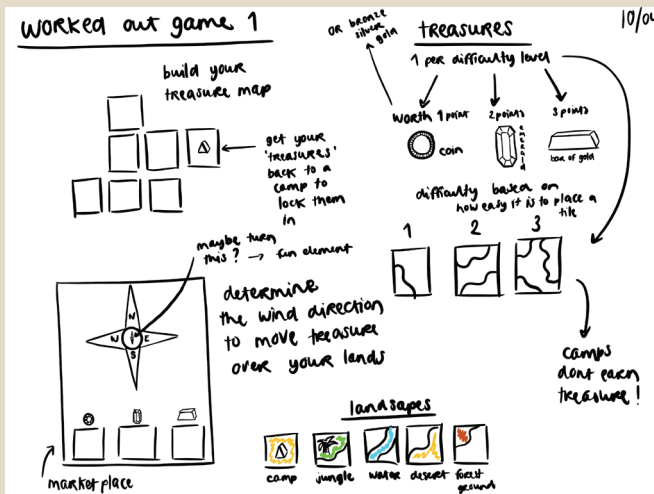 worked out game 1
10/04
build your
treasure map
get your
'treasures'
back to a
camp to
lock them
in
or bronze
silver
gold
treasures
1 per difficulty level
worth 1 point
2 points
3 points
coin
emerald
bar of gold
difficulty based on
how easy it is to place a
tile
1 2 3
camps
dont earn
treasure!
maybe turn
this? → fun element
N
W E
S
determine
the wind direction
to move treasure
over your lands
market place
landscapes
camp jungle water desert forest
ground